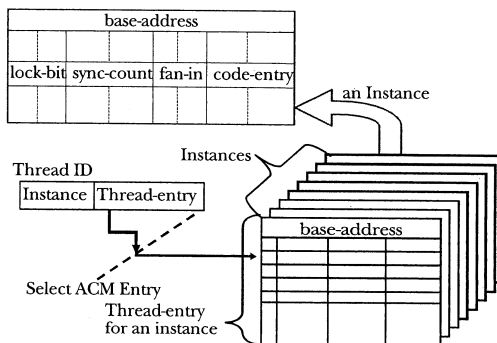 base-address
lock-bit sync-count fan-in code-entry
an Instance
Instances
Thread ID
Instance Thread-entry
base-address
Select ACM Entry
Thread-entry
for an instance